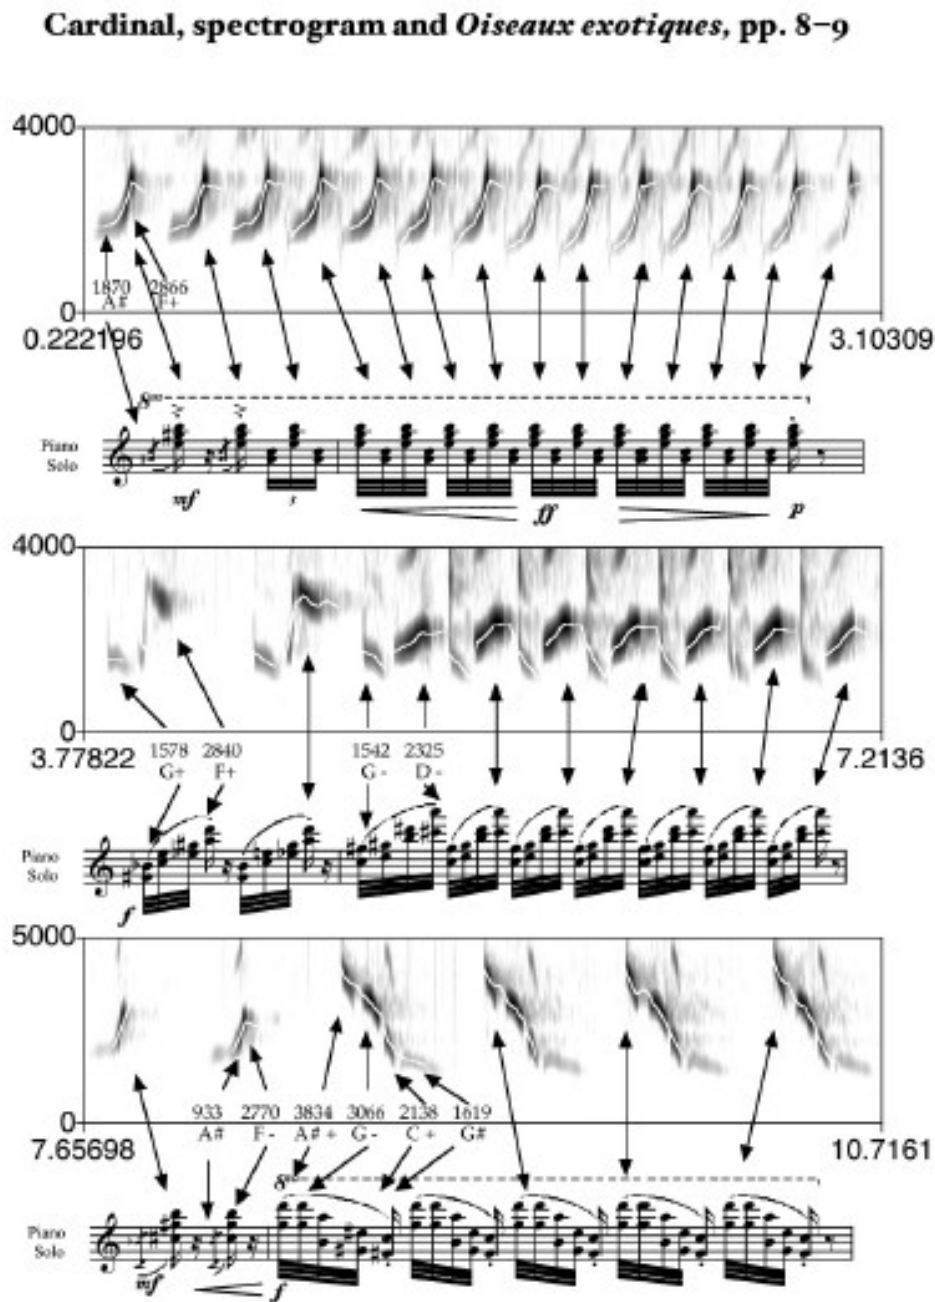 Cardinal, spectrogram and Oiseaux exotiques, pp. 8–9
4000
1870 2866
A# F+
0
0.222196 3.10309
8va
Piano
Solo
mf
3
ff
p
4000
0
3.77822 7.2136
1578 2840 1542 2325
G+ F+ G- D-
Piano
Solo
f
5000
0
933 2770 3834 3066 2138 1619
A# F- A#+ G- C+ G#
7.65698 10.7161
8va
Piano
Solo
mf
f